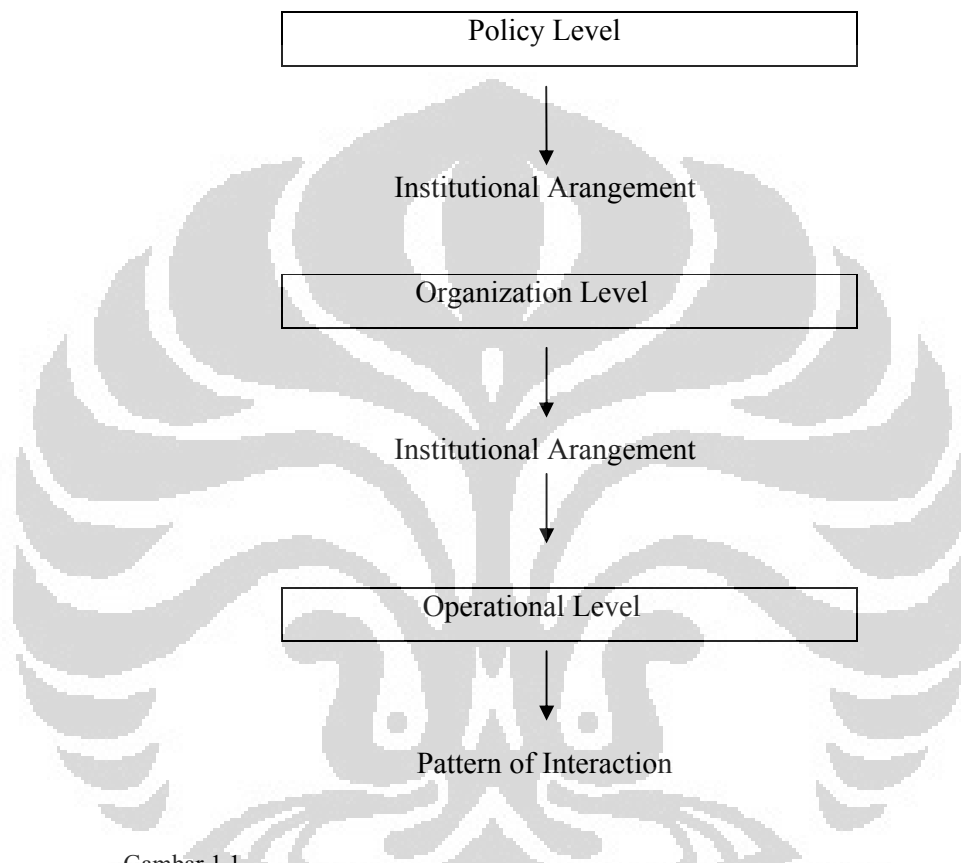 Policy Level
Institutional Arangement
Organization Level
Institutional Arangement
Operational Level
Pattern of Interaction
Gambar 1.1